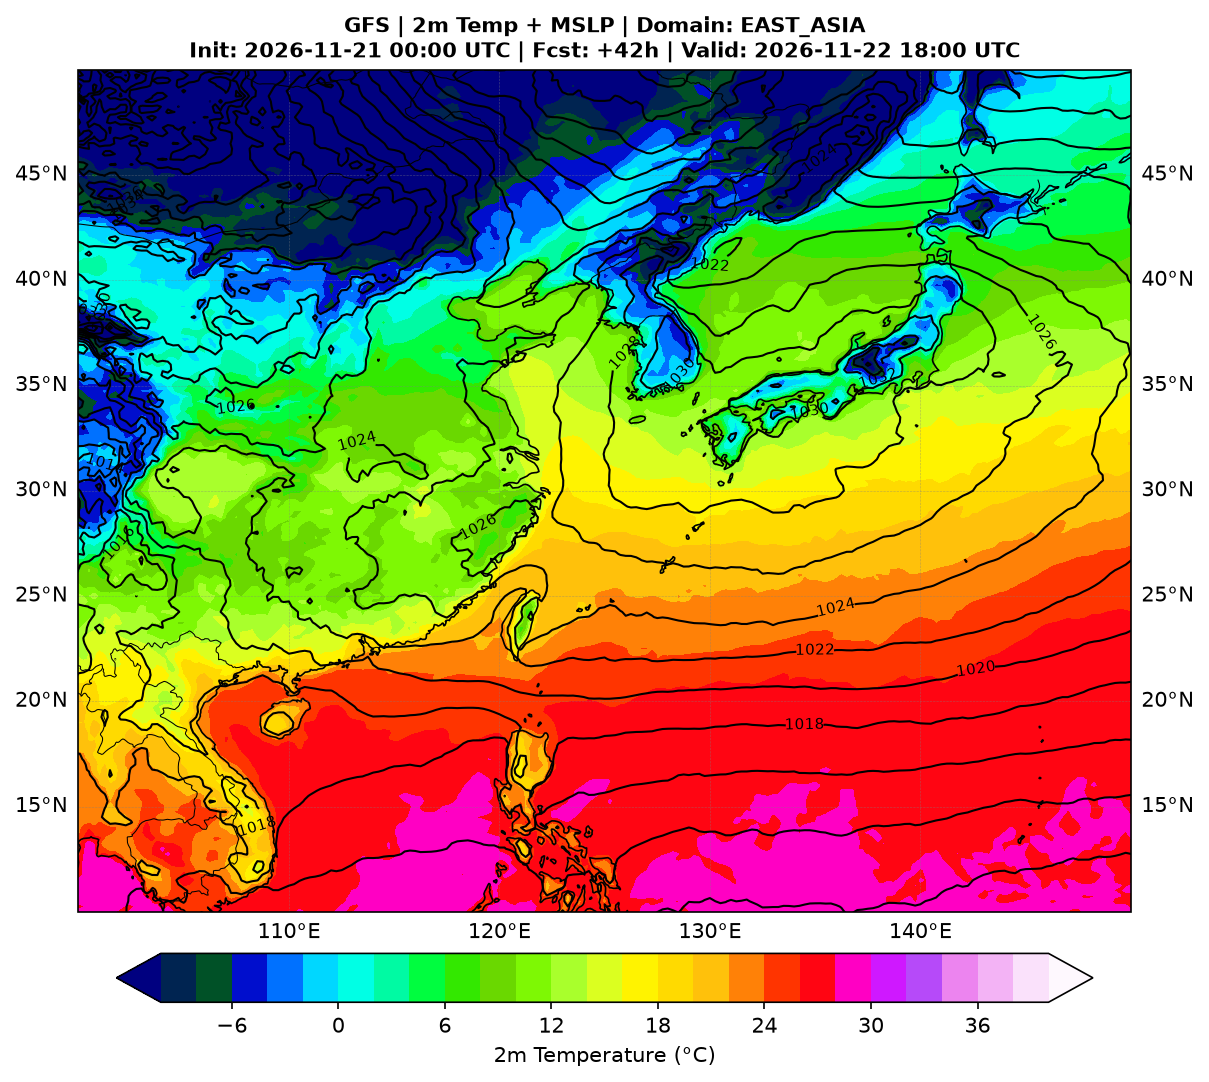 GFS | 2m Temp + MSLP | Domain: EAST_ASIA
Init: 2026-11-21 00:00 UTC | Fcst: +42h | Valid: 2026-11-22 18:00 UTC
1024
45°N 45°N
1022
40°N 40°N
1026
1028
1030
1032
35°N 35°N
1026
1030
1024
30°N 30°N
1026
1016
25°N 25°N
1024
1022
1020
20°N 20°N
1018
15°N 15°N
1018
110°E 120°E 130°E 140°E
−6 0 6 12 18 24 30 36
2m Temperature (°C)